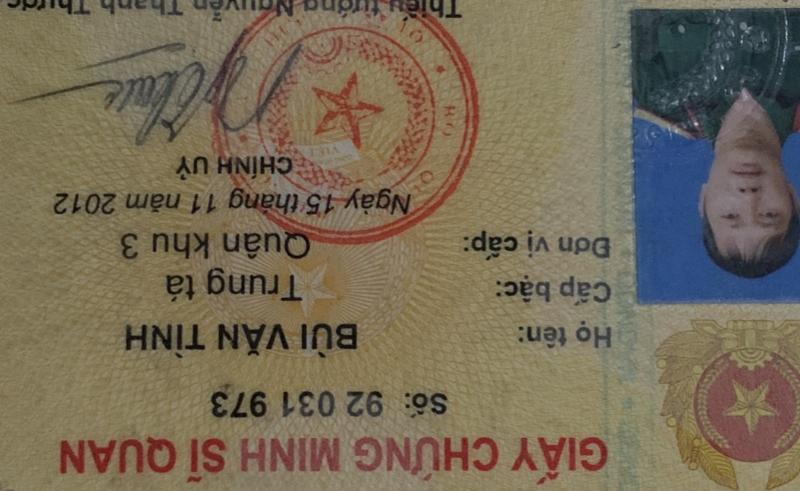 GIẤY CHỨNG MINH SĨ QUAN
Số: 92 031 973
Họ tên: BÙI VĂN TÌNH
Cấp bậc: Trung tá
Đơn vị cấp: Quân khu 3
Ngày 15 tháng 11 năm 2012
CHÍNH UỶ
Thiếu tướng Nguyễn Thanh Thược